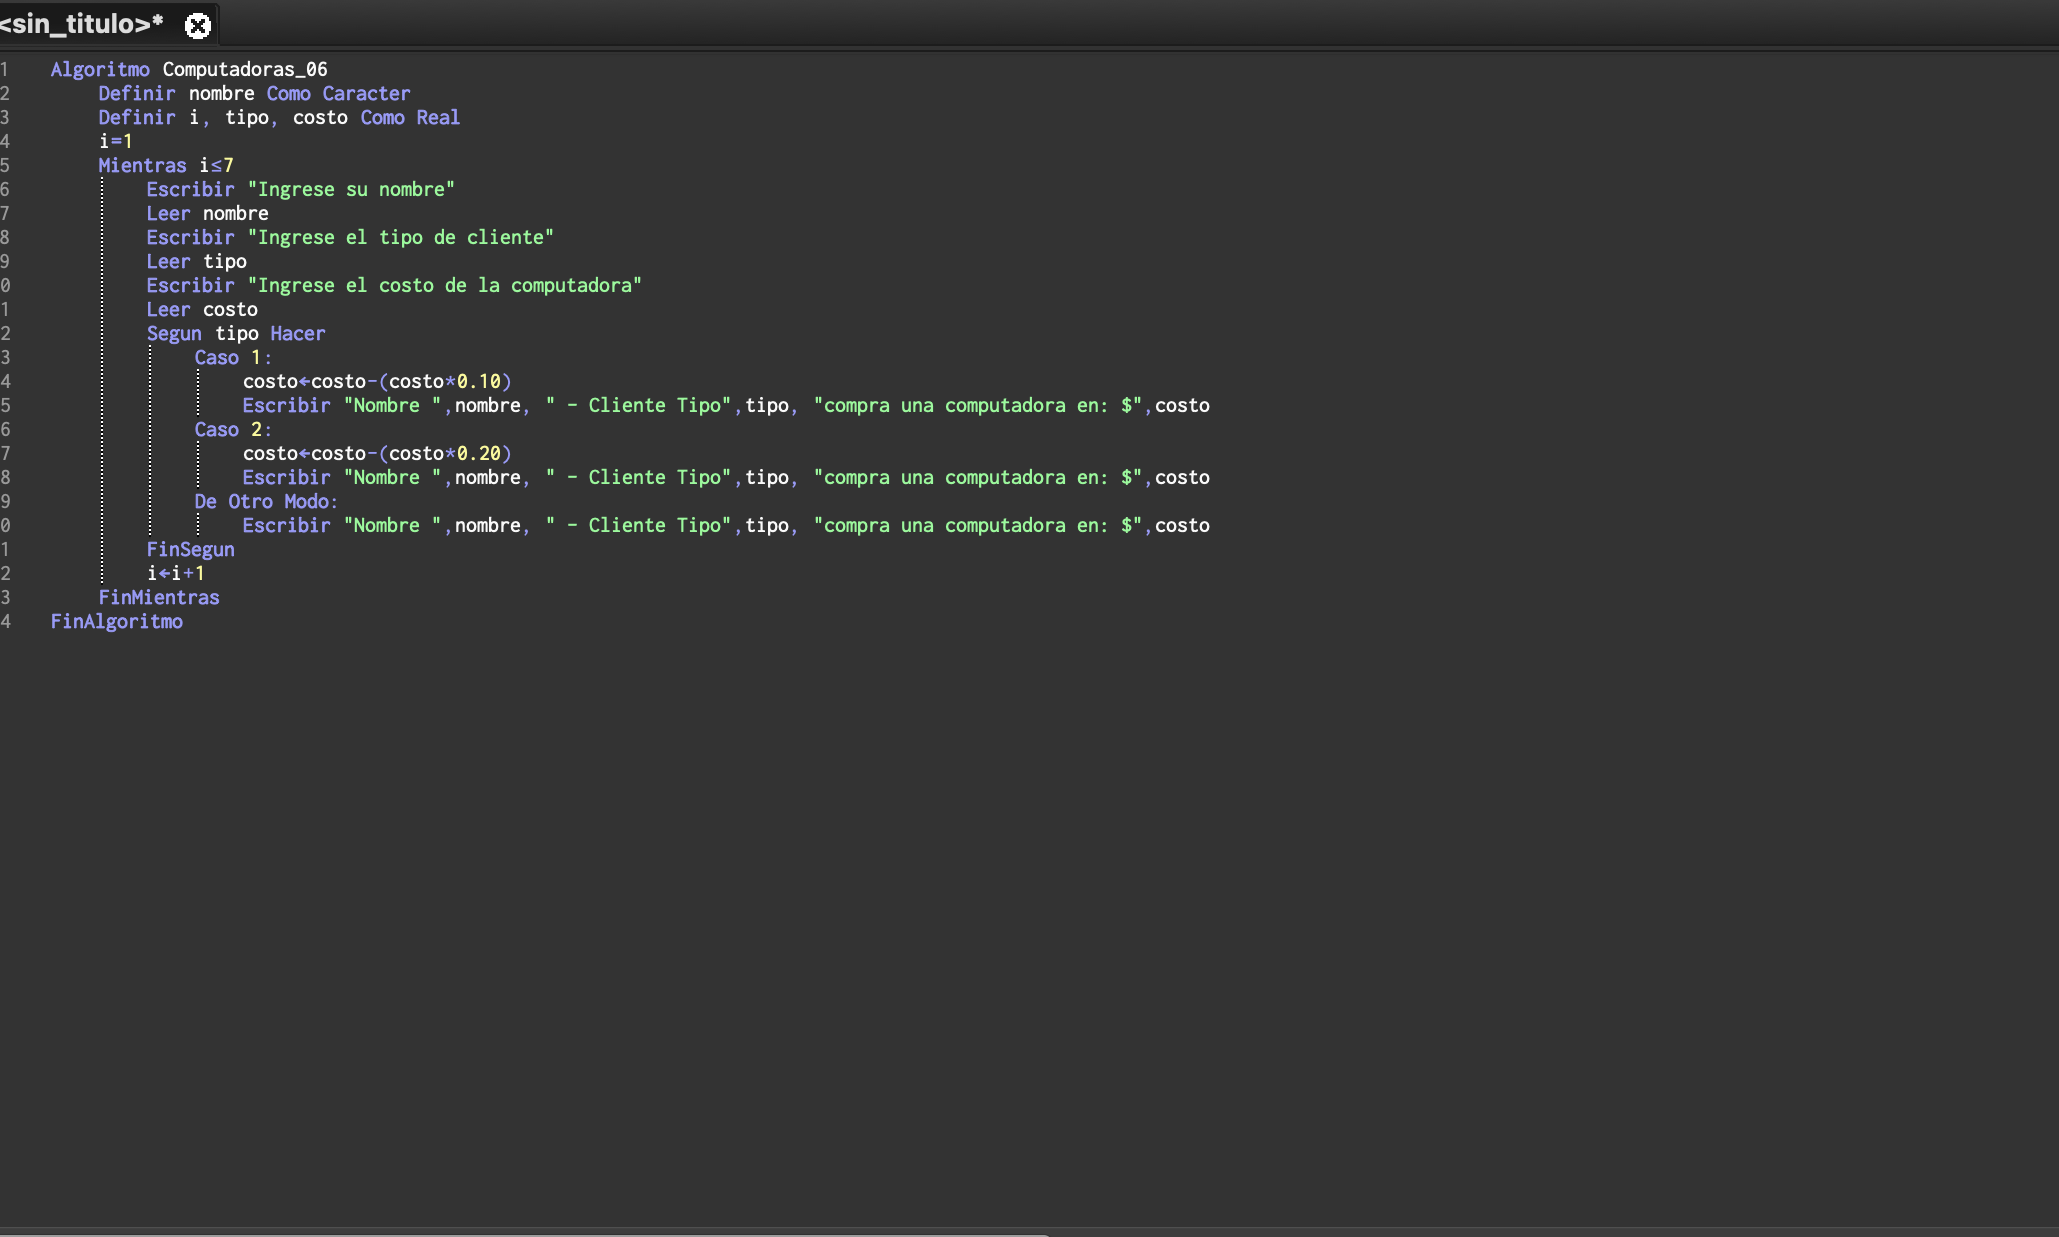 <sin_titulo>*
1 Algoritmo Computadoras_06
2 Definir nombre Como Caracter
3 Definir i, tipo, costo Como Real
4 i=1
5 Mientras i≤7
6 Escribir "Ingrese su nombre"
7 Leer nombre
8 Escribir "Ingrese el tipo de cliente"
9 Leer tipo
0 Escribir "Ingrese el costo de la computadora"
1 Leer costo
2 Segun tipo Hacer
3 Caso 1:
4 costo←costo-(costo*0.10)
5 Escribir "Nombre ",nombre, " - Cliente Tipo",tipo, "compra una computadora en: $",costo
6 Caso 2:
7 costo←costo-(costo*0.20)
8 Escribir "Nombre ",nombre, " - Cliente Tipo",tipo, "compra una computadora en: $",costo
9 De Otro Modo:
0 Escribir "Nombre ",nombre, " - Cliente Tipo",tipo, "compra una computadora en: $",costo
1 FinSegun
2 i←i+1
3 FinMientras
4 FinAlgoritmo